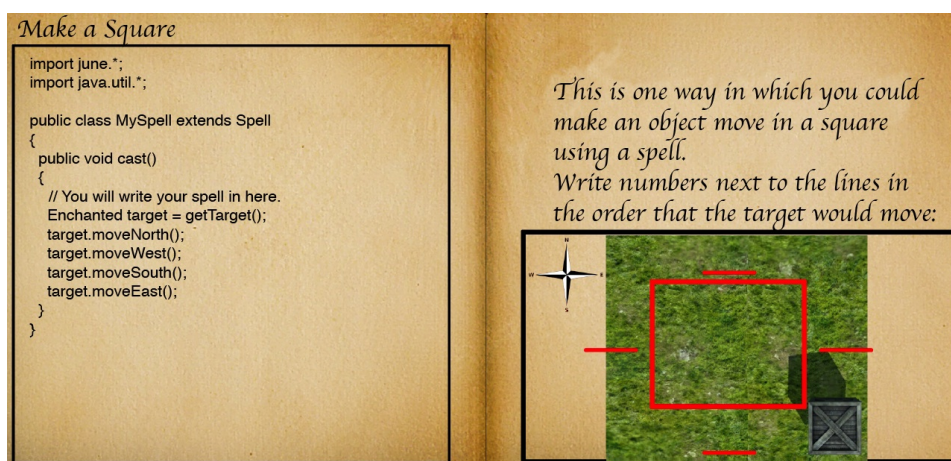 Make a Square
import june.*;
import java.util.*;
public class MySpell extends Spell
{
public void cast()
{
// You will write your spell in here.
Enchanted target = getTarget();
target.moveNorth();
target.moveWest();
target.moveSouth();
target.moveEast();
}
}
This is one way in which you could
make an object move in a square
using a spell.
Write numbers next to the lines in
the order that the target would move:
N
W E
S